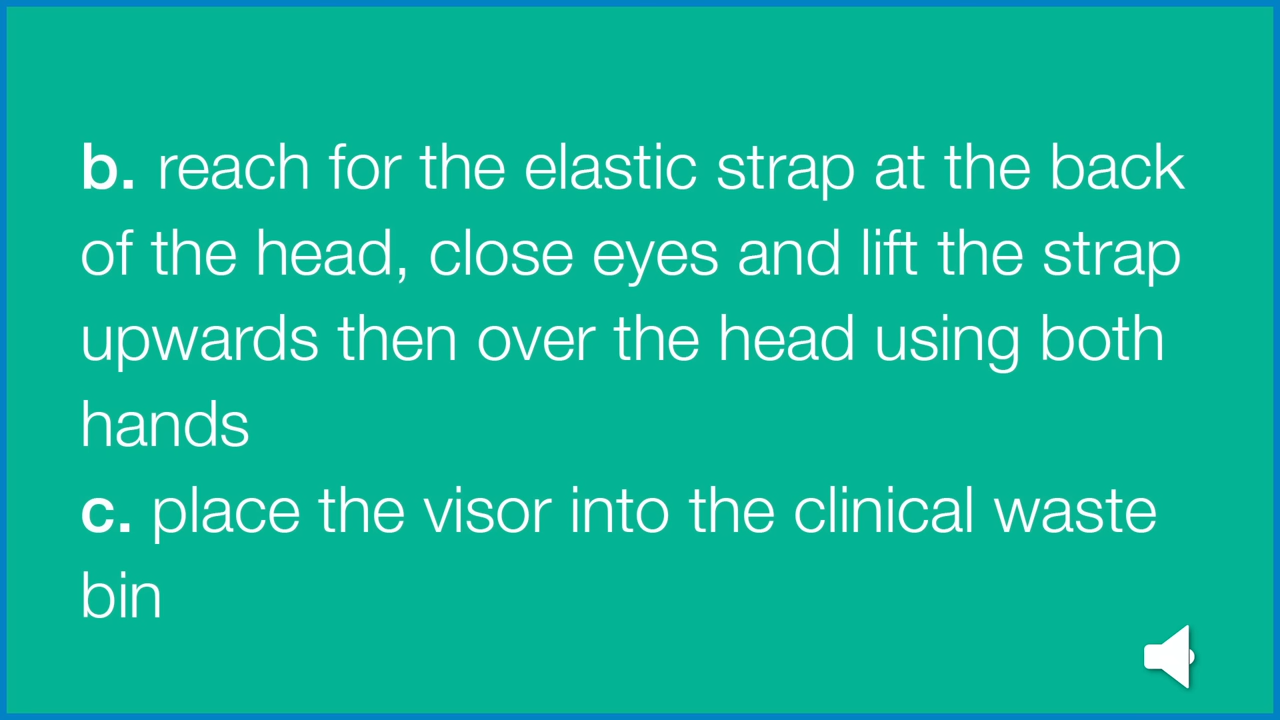 b. reach for the elastic strap at the back
of the head, close eyes and lift the strap
upwards then over the head using both
hands
c. place the visor into the clinical waste
bin